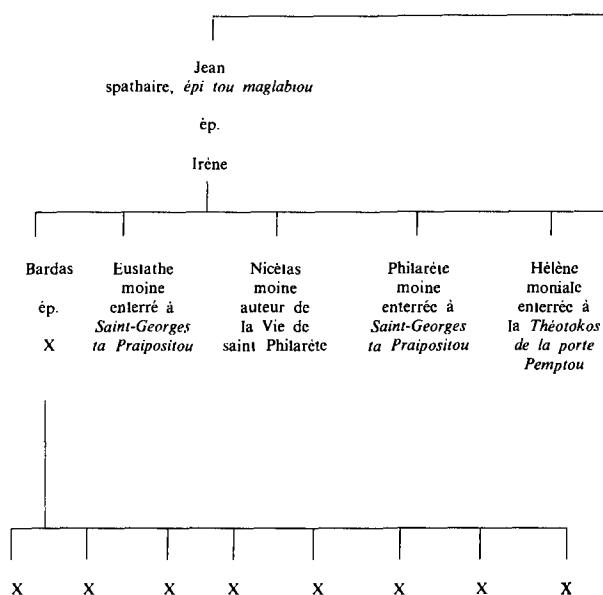 Jean
spathaire, épi tou maglabiou
ép.
Irène
Bardas
ép.
X
Eustathe
moine
enterré à
Saint-Georges
ta Praipositou
Nicétas
moine
auteur de
la Vie de
saint Philarète
Philarète
moine
enterrée à
Saint-Georges
ta Praipositou
Hélène
moniale
enterrée à
la Théotokos
de la porte
Pemptou
X X X X X X X X